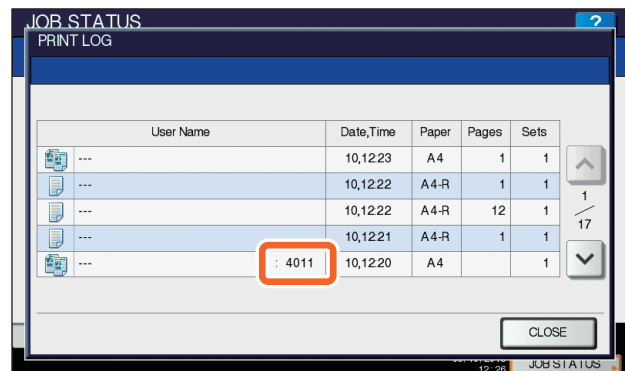 JOB STATUS ?
PRINT LOG
User Name Date,Time Paper Pages Sets
--- 10,12:23 A4 1 1
--- 10,12:22 A4-R 1 1
--- 10,12:22 A4-R 12 1
--- 10,12:21 A4-R 1 1
--- : 4011 10,12:20 A4 1
1
17
CLOSE
12:26 JOB STATUS